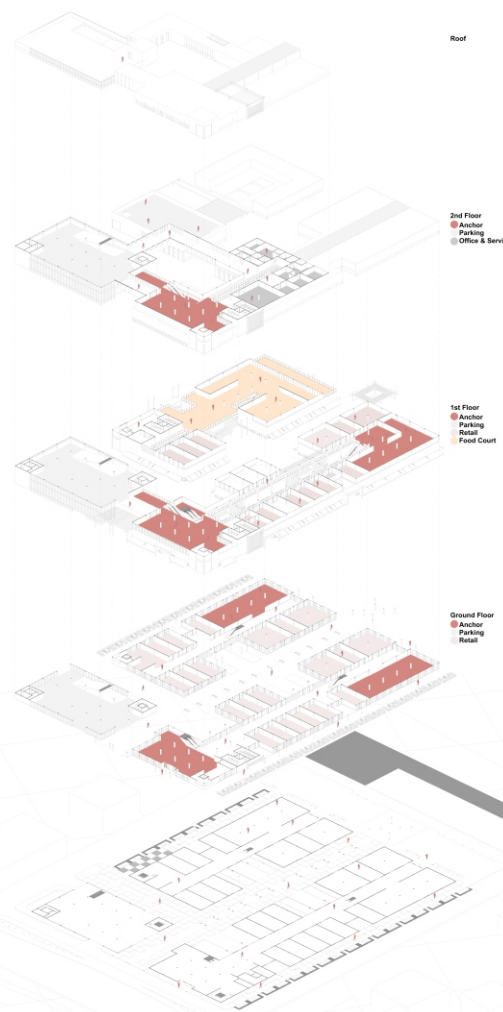 Roof
2nd Floor
Anchor
Parking
Office & Servi
1st Floor
Anchor
Parking
Retail
Food Court
Ground Floor
Anchor
Parking
Retail